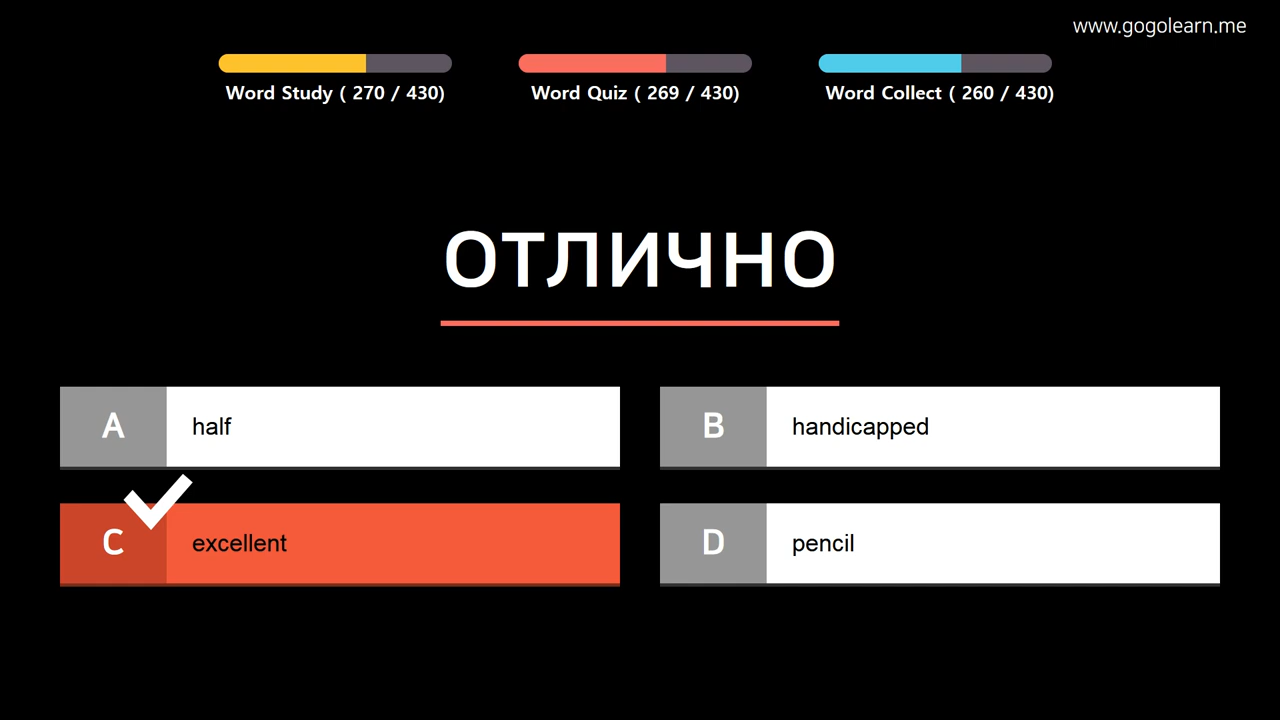 www.gogolearn.me
Word Study ( 270 / 430)
Word Quiz ( 269 / 430)
Word Collect ( 260 / 430)
отлично
A half
B handicapped
C excellent
D pencil